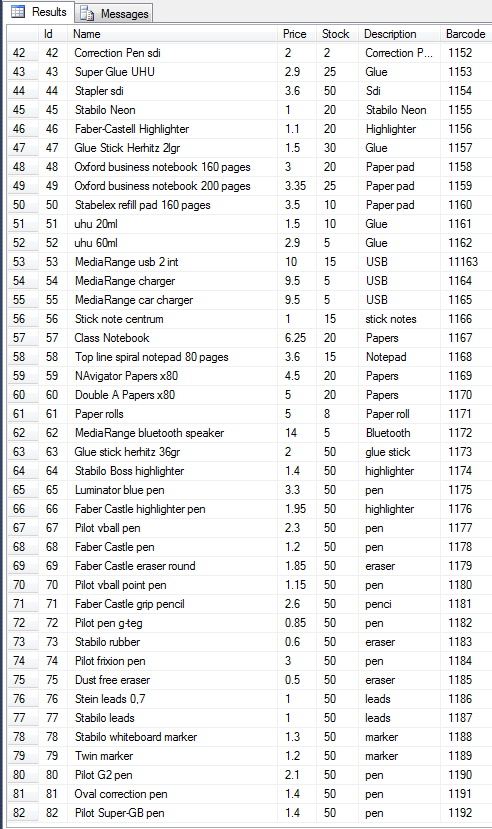 Results Messages
Id Name Price Stock Description Barcode
42 42 Correction Pen sdi 2 2 Correction P... 1152
43 43 Super Glue UHU 2.9 25 Glue 1153
44 44 Stapler sdi 3.6 50 Sdi 1154
45 45 Stabilo Neon 1 20 Stabilo Neon 1155
46 46 Faber-Castell Highlighter 1.1 20 Highlighter 1156
47 47 Glue Stick Herhitz 2lgr 1.5 30 Glue 1157
48 48 Oxford business notebook 160 pages 3 20 Paper pad 1158
49 49 Oxford business notebook 200 pages 3.35 25 Paper pad 1159
50 50 Stabelex refill pad 160 pages 3.5 10 Paper pad 1160
51 51 uhu 20ml 1.5 10 Glue 1161
52 52 uhu 60ml 2.9 5 Glue 1162
53 53 MediaRange usb 2 int 10 15 USB 11163
54 54 MediaRange charger 9.5 5 USB 1164
55 55 MediaRange car charger 9.5 5 USB 1165
56 56 Stick note centrum 1 15 stick notes 1166
57 57 Class Notebook 6.25 20 Papers 1167
58 58 Top line spiral notepad 80 pages 3.6 15 Notepad 1168
59 59 NAvigator Papers x80 4.5 20 Papers 1169
60 60 Double A Papers x80 5 20 Papers 1170
61 61 Paper rolls 5 8 Paper roll 1171
62 62 MediaRange bluetooth speaker 14 5 Bluetooth 1172
63 63 Glue stick herhitz 36gr 2 50 glue stick 1173
64 64 Stabilo Boss highlighter 1.4 50 highlighter 1174
65 65 Luminator blue pen 3.3 50 pen 1175
66 66 Faber Castle highlighter pen 1.95 50 highlighter 1176
67 67 Pilot vball pen 2.3 50 pen 1177
68 68 Faber Castle pen 1.2 50 pen 1178
69 69 Faber Castle eraser round 1.85 50 eraser 1179
70 70 Pilot vball point pen 1.15 50 pen 1180
71 71 Faber Castle grip pencil 2.6 50 penci 1181
72 72 Pilot pen g-teg 0.85 50 pen 1182
73 73 Stabilo rubber 0.6 50 eraser 1183
74 74 Pilot frixion pen 3 50 pen 1184
75 75 Dust free eraser 0.5 50 eraser 1185
76 76 Stein leads 0,7 1 50 leads 1186
77 77 Stabilo leads 1 50 leads 1187
78 78 Stabilo whiteboard marker 1.3 50 marker 1188
79 79 Twin marker 1.2 50 marker 1189
80 80 Pilot G2 pen 2.1 50 pen 1190
81 81 Oval correction pen 1.4 50 pen 1191
82 82 Pilot Super-GB pen 1.4 50 pen 1192